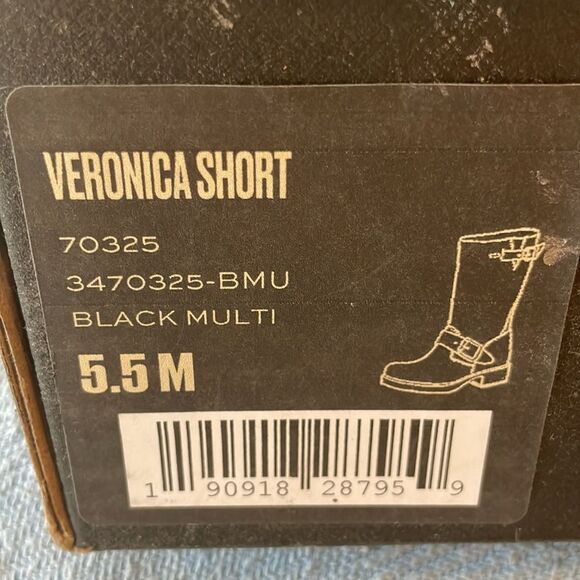 VERONICA SHORT
70325
3470325-BMU
BLACK MULTI
5.5 M
1 90918 28795 9